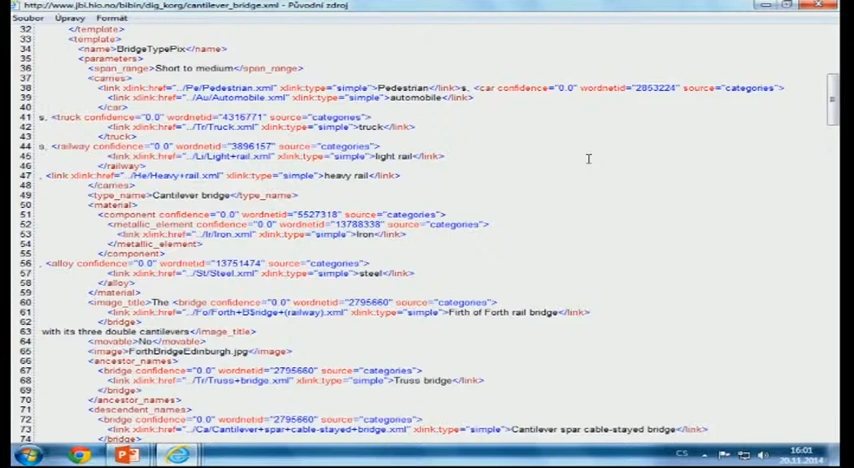 http://www.jbi.hio.no/bibin/dig_korg/cantilever_bridge.xml - Původní zdroj
Soubor Úpravy Formát
32 </template>
33 <template>
34 <name>BridgeTypePix</name>
35 <parameters>
36 <span_range>Short to medium</span_range>
37 <carries>
38 <link xlink:href="../Pe/Pedestrian.xml" xlink:type="simple">Pedestrian</link>s, <car confidence="0.0" wordnetid="2853224" source="categories">
39 <link xlink:href="../Au/Automobile.xml" xlink:type="simple">automobile</link>
40 </car>
41 s, <truck confidence="0.0" wordnetid="4316771" source="categories">
42 <link xlink:href="../Tr/Truck.xml" xlink:type="simple">truck</link>
43 </truck>
44 s, <railway confidence="0.0" wordnetid="3896157" source="categories">
45 <link xlink:href="../Li/Light+rail.xml" xlink:type="simple">light rail</link>
46 </railway>
47 , <link xlink:href="../He/Heavy+rail.xml" xlink:type="simple">heavy rail</link>
48 </carries>
49 <type_name>Cantilever bridge</type_name>
50 <material>
51 <component confidence="0.0" wordnetid="5527318" source="categories">
52 <metallic_element confidence="0.0" wordnetid="13788338" source="categories">
53 <link xlink:href="../Ir/Iron.xml" xlink:type="simple">Iron</link>
54 </metallic_element>
55 </component>
56 , <alloy confidence="0.0" wordnetid="13751474" source="categories">
57 <link xlink:href="../St/Steel.xml" xlink:type="simple">steel</link>
58 </alloy>
59 </material>
60 <image_title>The <bridge confidence="0.0" wordnetid="2795660" source="categories">
61 <link xlink:href="../Fo/Forth+B$ridge+(railway).xml" xlink:type="simple">Firth of Forth rail bridge</link>
62 </bridge>
63 with its three double cantilevers</image_title>
64 <movable>No</movable>
65 <image>ForthBridgeEdinburgh.jpg</image>
66 <ancestor_names>
67 <bridge confidence="0.0" wordnetid="2795660" source="categories">
68 <link xlink:href="../Tr/Truss+bridge.xml" xlink:type="simple">Truss bridge</link>
69 </bridge>
70 </ancestor_names>
71 <descendent_names>
72 <bridge confidence="0.0" wordnetid="2795660" source="categories">
73 <link xlink:href="../Ca/Cantilever+spar+cable-stayed+bridge.xml" xlink:type="simple">Cantilever spar cable-stayed bridge</link>
74 </bridge>
CS
16:01
20.11.2014